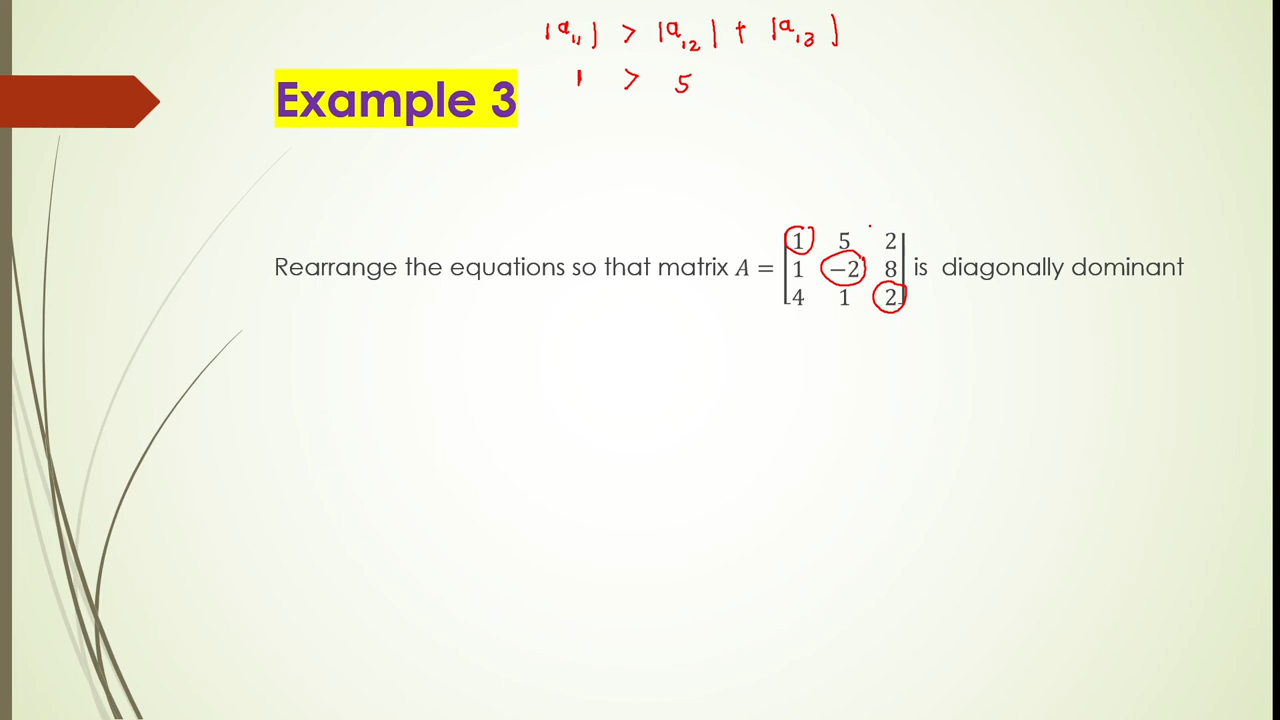 |a₁₁| > |a₁₂| + |a₁₃|
1 > 5
Example 3
Rearrange the equations so that matrix A = [1 5 2
1 −2 8
4 1 2] is diagonally dominant